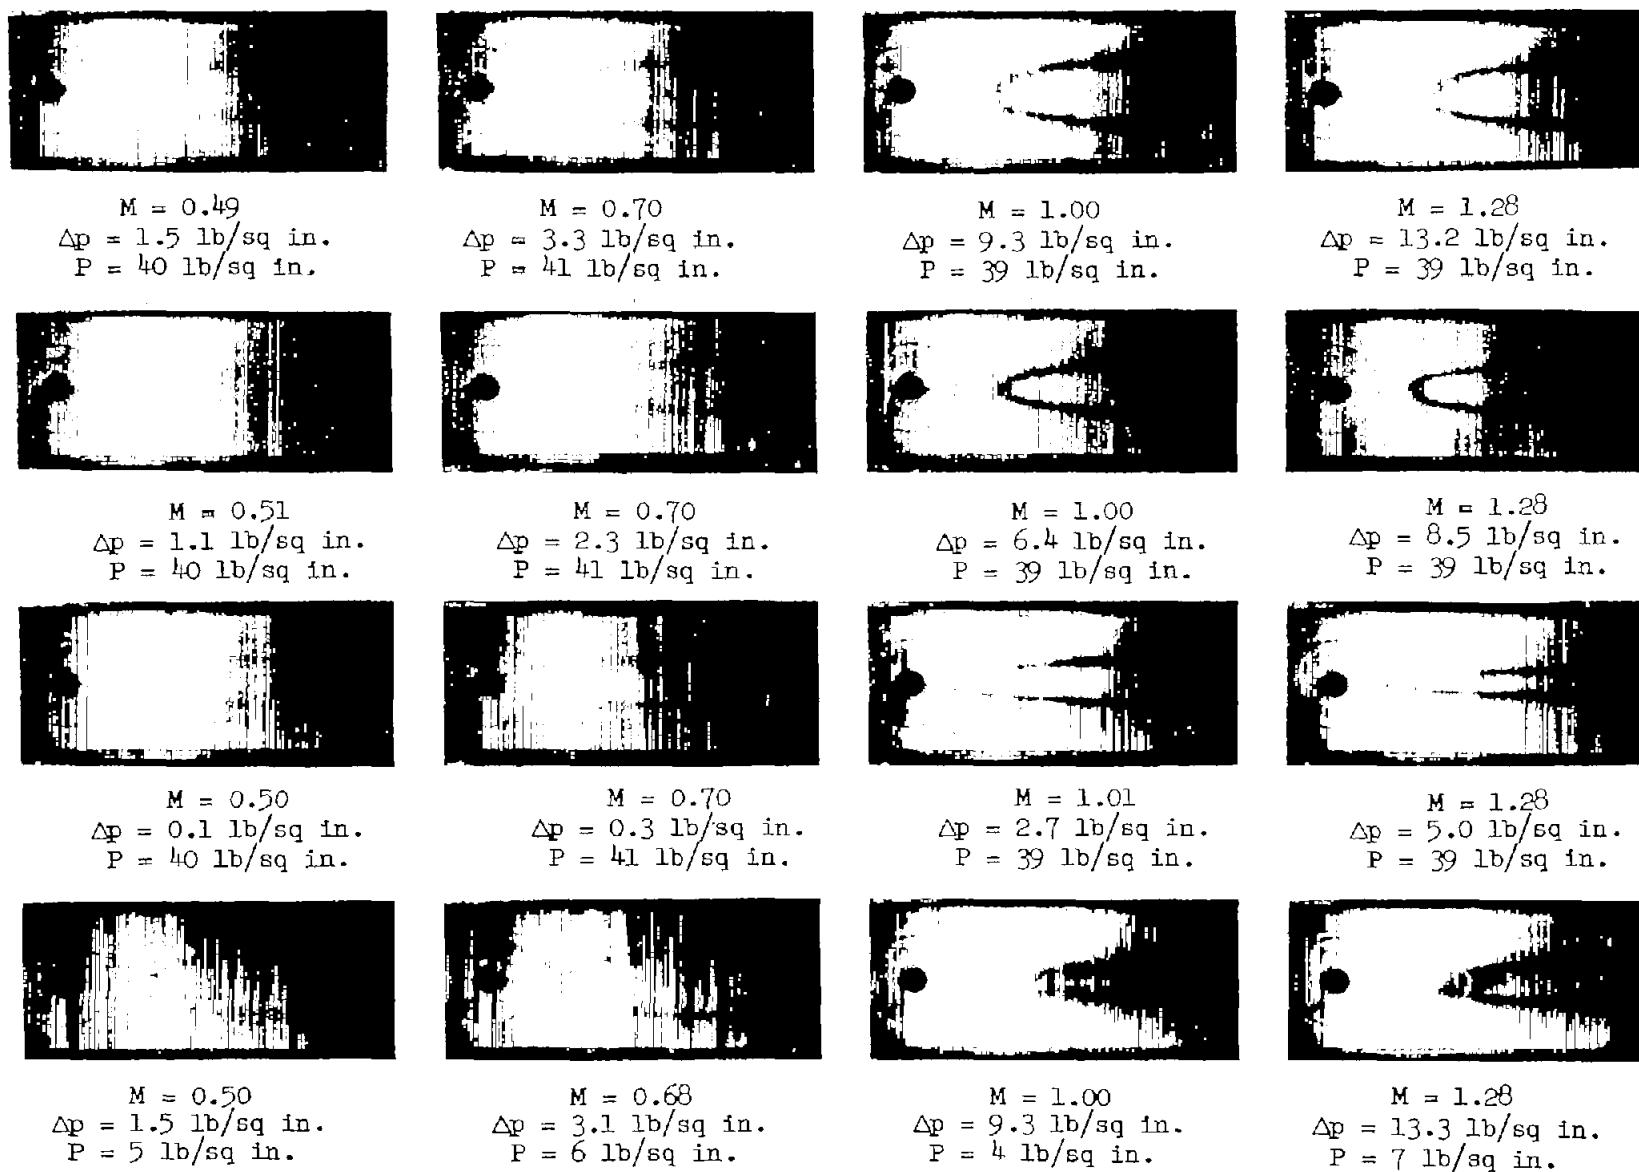 M = 0.49
Δp = 1.5 lb/sq in.
P = 40 lb/sq in.
M = 0.70
Δp = 3.3 lb/sq in.
P = 41 lb/sq in.
M = 1.00
Δp = 9.3 lb/sq in.
P = 39 lb/sq in.
M = 1.28
Δp = 13.2 lb/sq in.
P = 39 lb/sq in.
M = 0.51
Δp = 1.1 lb/sq in.
P = 40 lb/sq in.
M = 0.70
Δp = 2.3 lb/sq in.
P = 41 lb/sq in.
M = 1.00
Δp = 6.4 lb/sq in.
P = 39 lb/sq in.
M = 1.28
Δp = 8.5 lb/sq in.
P = 39 lb/sq in.
M = 0.50
Δp = 0.1 lb/sq in.
P = 40 lb/sq in.
M = 0.70
Δp = 0.3 lb/sq in.
P = 41 lb/sq in.
M = 1.01
Δp = 2.7 lb/sq in.
P = 39 lb/sq in.
M = 1.28
Δp = 5.0 lb/sq in.
P = 39 lb/sq in.
M = 0.50
Δp = 1.5 lb/sq in.
P = 5 lb/sq in.
M = 0.68
Δp = 3.1 lb/sq in.
P = 6 lb/sq in.
M = 1.00
Δp = 9.3 lb/sq in.
P = 4 lb/sq in.
M = 1.28
Δp = 13.3 lb/sq in.
P = 7 lb/sq in.